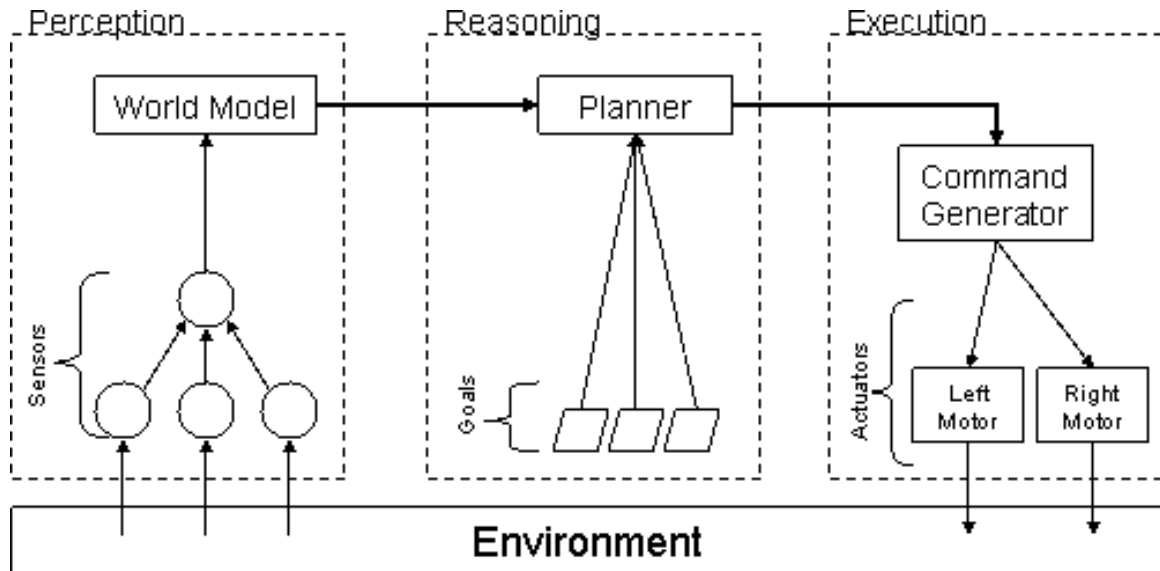 Perception
Reasoning
Execution
World Model
Planner
Command
Generator
Sensors
Goals
Actuators
Left
Motor
Right
Motor
Environment